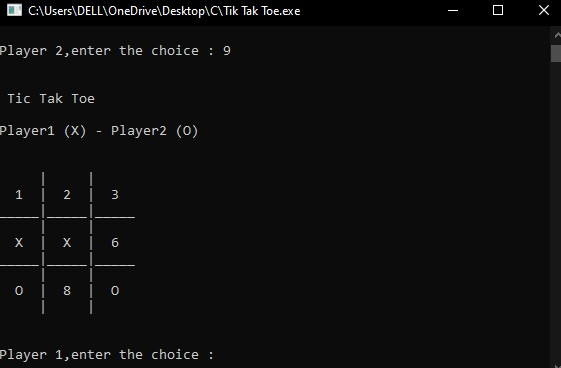 C:\Users\DELL\OneDrive\Desktop\C\Tik Tak Toe.exe
Player 2,enter the choice : 9
Tic Tak Toe
Player1 (X) - Player2 (O)
     |     |
  1  |  2  |  3
_____|_____|_____
     |     |
  X  |  X  |  6
_____|_____|_____
     |     |
  O  |  8  |  O
     |     |
Player 1,enter the choice :